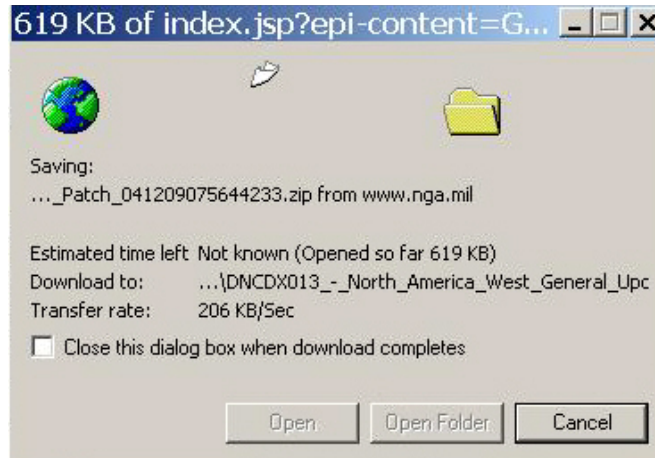 619 KB of index.jsp?epi-content=G...
Saving:
..._Patch_041209075644233.zip from www.nga.mil
Estimated time left Not known (Opened so far 619 KB)
Download to: ...\DNCDX013_-_North_America_West_General_Upc
Transfer rate: 206 KB/Sec
Close this dialog box when download completes
Open Open Folder Cancel